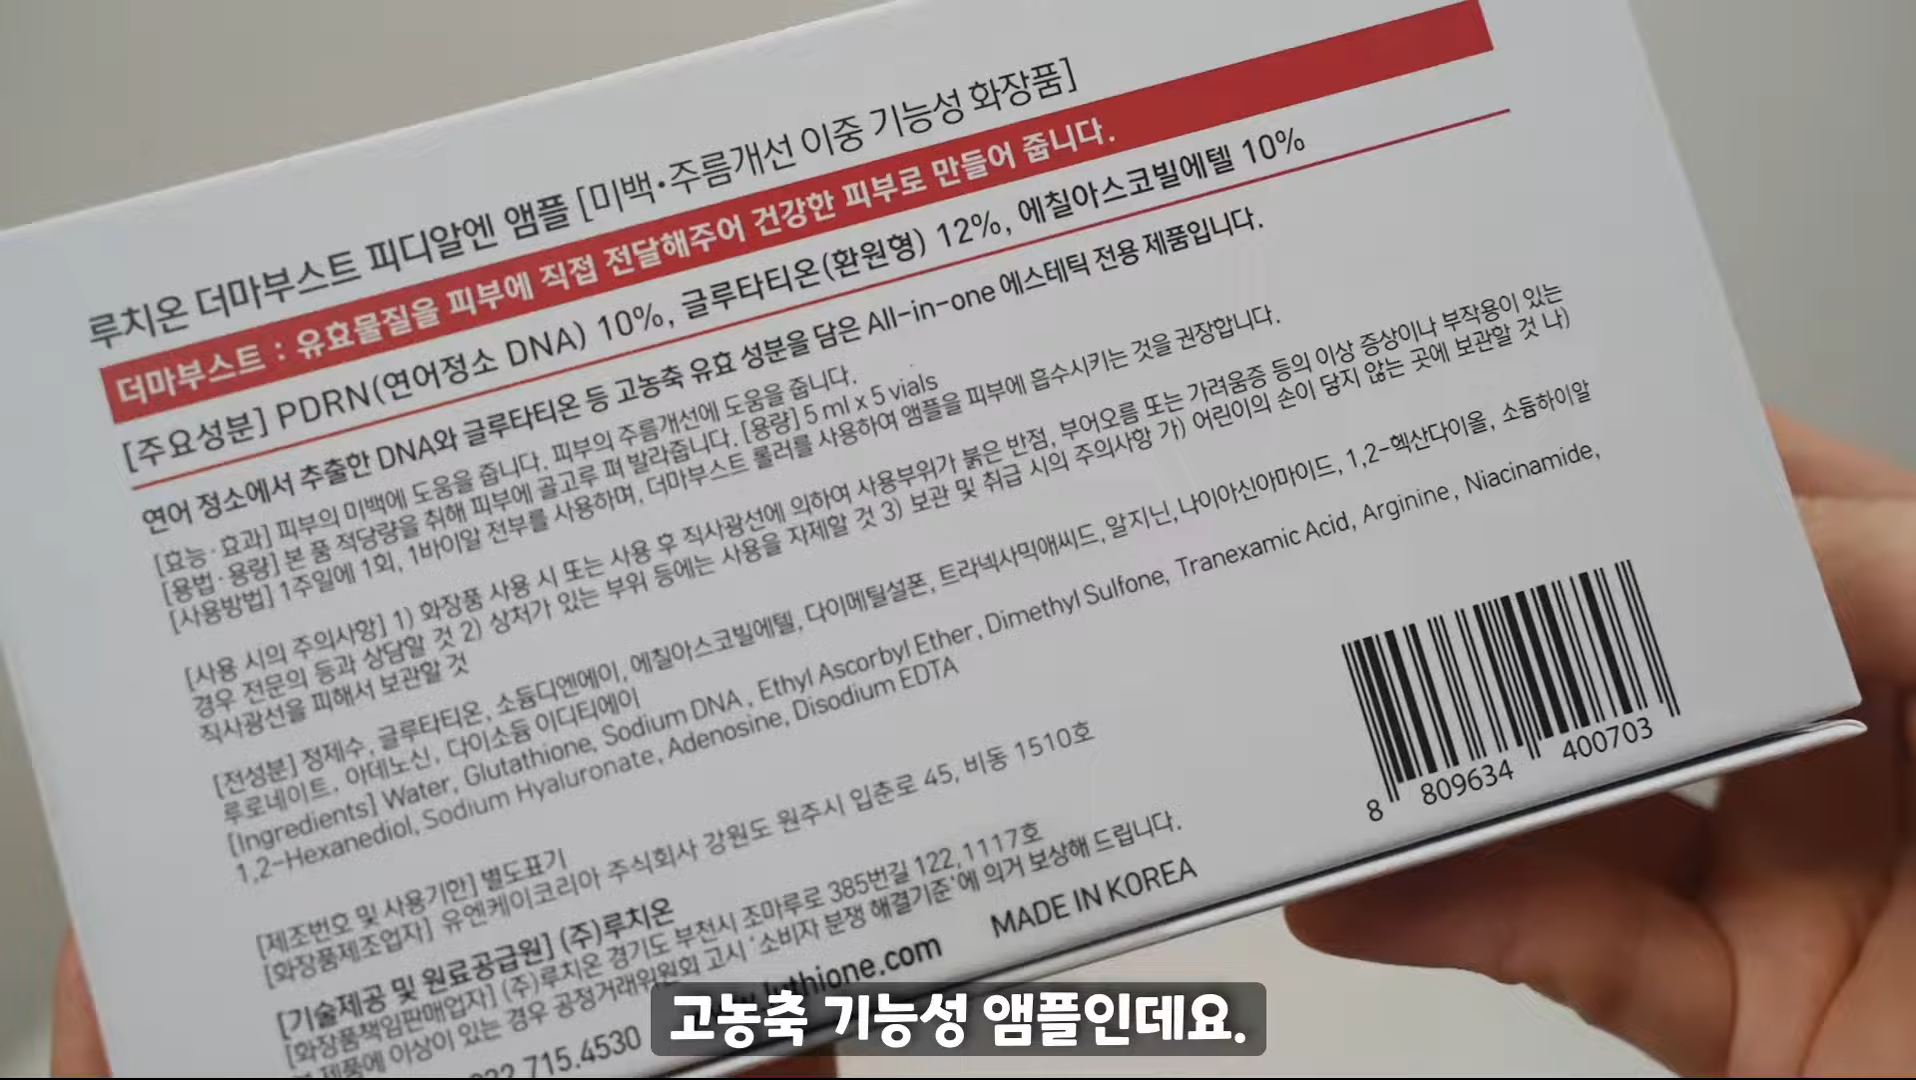 루치온 더마부스트 피디알엔 앰플 [미백·주름개선 이중 기능성 화장품]
더마부스트 : 유효물질을 피부에 직접 전달해주어 건강한 피부로 만들어 줍니다.
[주요성분] PDRN(연어정소 DNA) 10%, 글루타티온(환원형) 12%, 에칠아스코빌에텔 10%
연어 정소에서 추출한 DNA와 글루타티온 등 고농축 유효 성분을 담은 All-in-one 에스테틱 전용 제품입니다.
[효능·효과] 피부의 미백에 도움을 줍니다. 피부의 주름개선에 도움을 줍니다.
[용법·용량] 본 품 적당량을 취해 피부에 골고루 펴 발라줍니다. [용량] 5 ml x 5 vials
[사용방법] 1주일에 1회, 1바이알 전부를 사용하며, 더마부스트 롤러를 사용하여 앰플을 피부에 흡수시키는 것을 권장합니다.
[사용 시의 주의사항] 1) 화장품 사용 시 또는 사용 후 직사광선에 의하여 사용부위가 붉은 반점, 부어오름 또는 가려움증 등의 이상 증상이나 부작용이 있는
경우 전문의 등과 상담할 것 2) 상처가 있는 부위 등에는 사용을 자제할 것 3) 보관 및 취급 시의 주의사항 가) 어린이의 손이 닿지 않는 곳에 보관할 것 나)
직사광선을 피해서 보관할 것
[전성분] 정제수, 글루타티온, 소듐디엔에이, 에칠아스코빌에텔, 다이메틸설폰, 트라넥사믹애씨드, 알지닌, 나이아신아마이드, 1,2-헥산다이올, 소듐하이알
루로네이트, 아데노신, 다이소듐 이디티에이
[Ingredients] Water, Glutathione, Sodium DNA, Ethyl Ascorbyl Ether, Dimethyl Sulfone, Tranexamic Acid, Arginine, Niacinamide,
1,2-Hexanediol, Sodium Hyaluronate, Adenosine, Disodium EDTA
[제조번호 및 사용기한] 별도표기
[화장품제조업자] 유엔케이코리아 주식회사 강원도 원주시 입춘로 45, 비동 1510호
[기술제공 및 원료공급원] (주)루치온
[화장품책임판매업자] (주)루치온 경기도 부천시 조마루로 385번길 122, 1117호
제품에 이상이 있는 경우 공정거래위원회 고시 '소비자 분쟁 해결기준'에 의거 보상해 드립니다.
715.4530
MADE IN KOREA
8 809634 400703
고농축 기능성 앰플인데요.